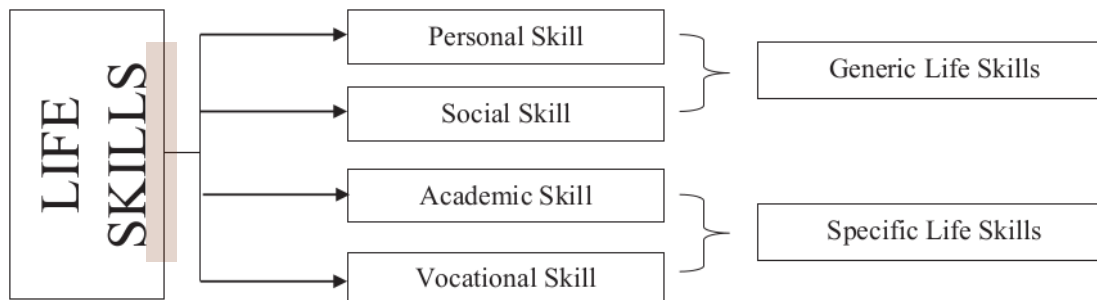 LIFE
SKILLS
Personal Skill
Social Skill
Academic Skill
Vocational Skill
Generic Life Skills
Specific Life Skills